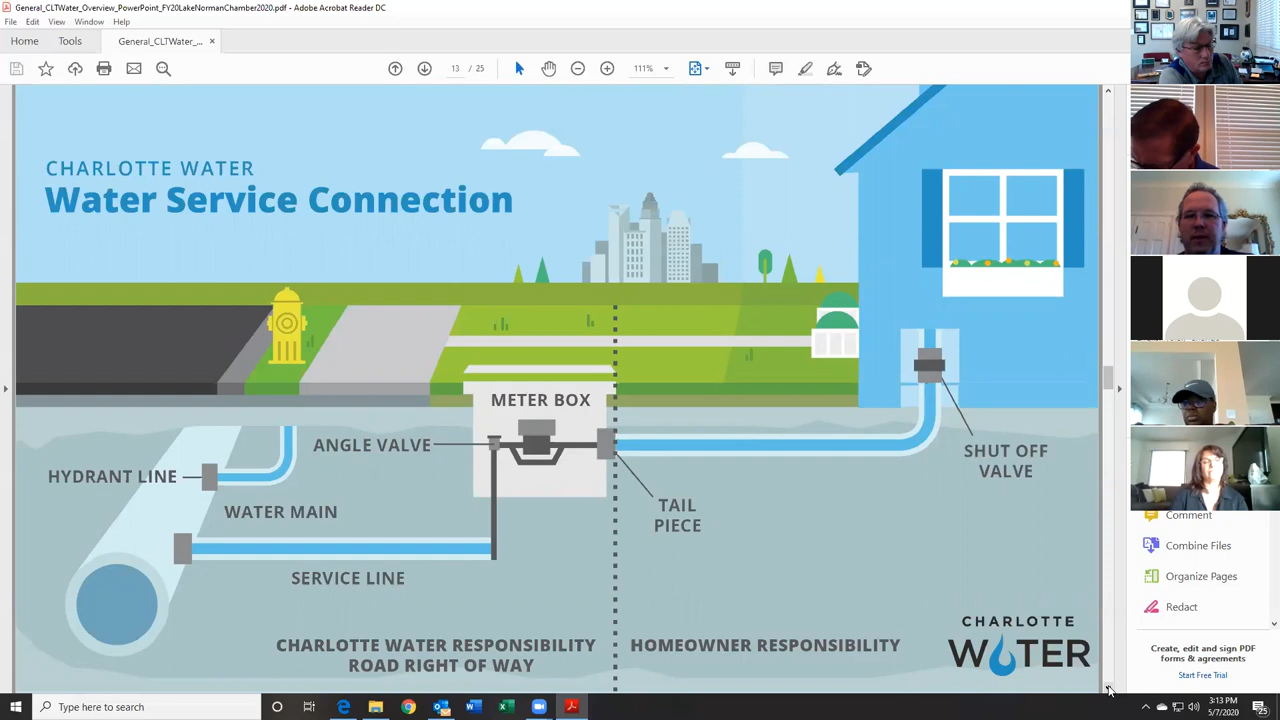 General_CLTWater_Overview_PowerPoint_FY20LakeNormanChamber2020.pdf - Adobe Acrobat Reader DC
File Edit View Window Help
Home Tools General_CLTWater_... ×
25 111%
CHARLOTTE WATER
Water Service Connection
METER BOX
ANGLE VALVE
HYDRANT LINE
WATER MAIN
SERVICE LINE
TAIL
PIECE
SHUT OFF
VALVE
CHARLOTTE WATER RESPONSIBILITY
ROAD RIGHT OF WAY
HOMEOWNER RESPONSIBILITY
CHARLOTTE
WATER
Comment
Combine Files
Organize Pages
Redact
Create, edit and sign PDF
forms & agreements
Start Free Trial
Type here to search
3:13 PM
5/7/2020
25